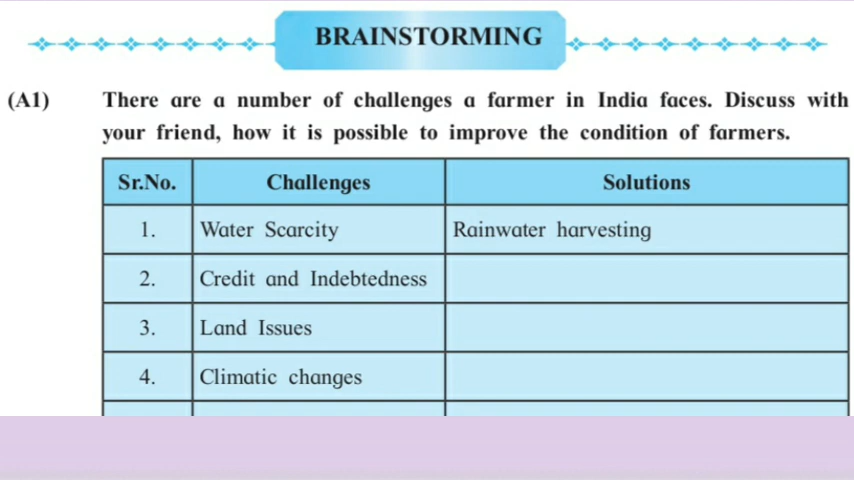 BRAINSTORMING
(A1) There are a number of challenges a farmer in India faces. Discuss with
your friend, how it is possible to improve the condition of farmers.
Sr.No. Challenges Solutions
1. Water Scarcity Rainwater harvesting
2. Credit and Indebtedness
3. Land Issues
4. Climatic changes